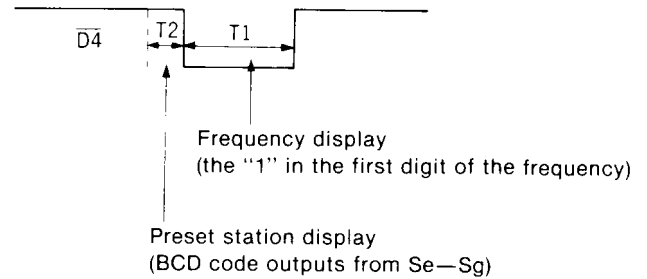 D4 T2 T1
Frequency display
(the "1" in the first digit of the frequency)
Preset station display
(BCD code outputs from Se—Sg)